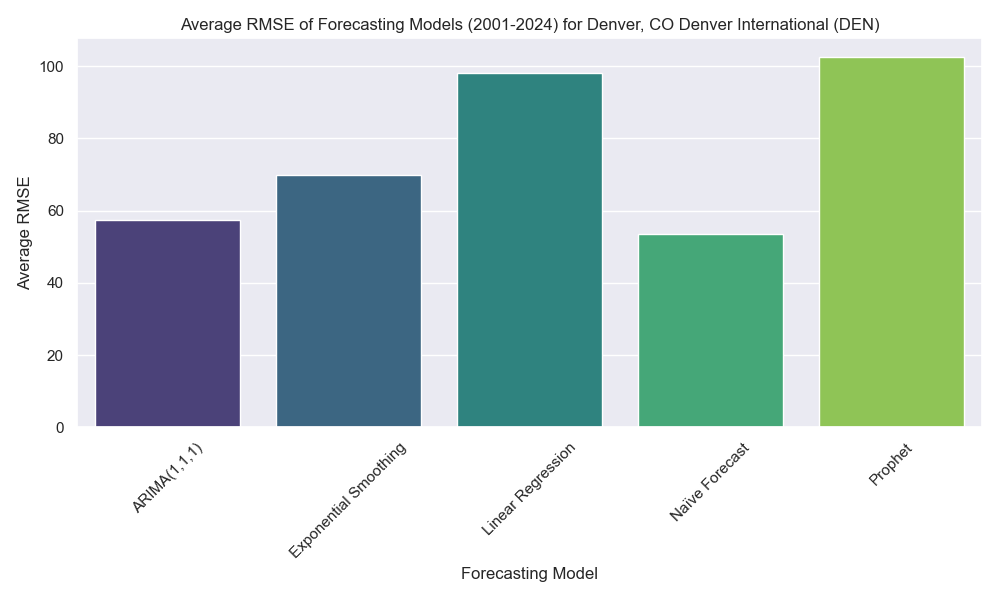 Average RMSE of Forecasting Models (2001-2024) for Denver, CO Denver International (DEN)
Average RMSE
100
80
60
40
20
0
ARIMA(1,1,1)
Exponential Smoothing
Linear Regression
Naïve Forecast
Prophet
Forecasting Model